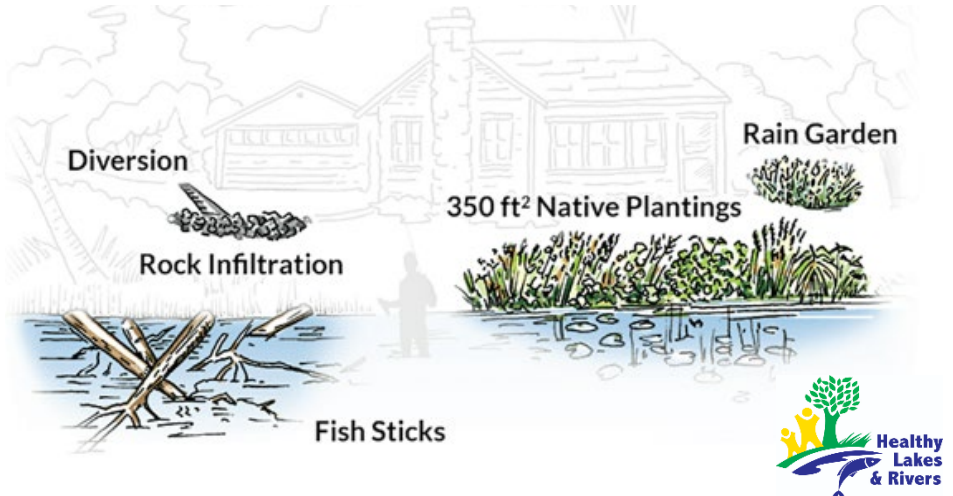 Rain Garden
Diversion
350 ft² Native Plantings
Rock Infiltration
Fish Sticks
Healthy
Lakes
& Rivers